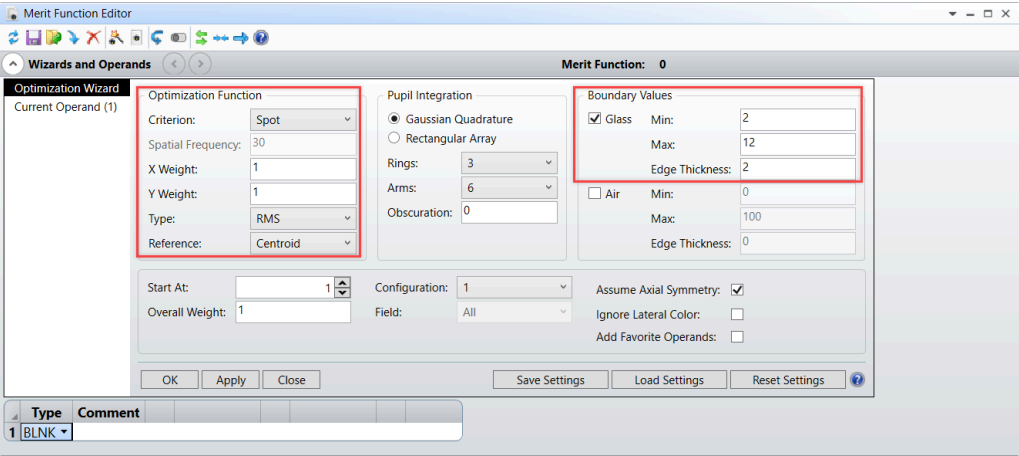 Merit Function Editor
Wizards and Operands Merit Function: 0
Optimization Wizard
Current Operand (1)
Optimization Function
Criterion: Spot
Spatial Frequency: 30
X Weight: 1
Y Weight: 1
Type: RMS
Reference: Centroid
Pupil Integration
Gaussian Quadrature
Rectangular Array
Rings: 3
Arms: 6
Obscuration: 0
Boundary Values
Glass Min: 2
Max: 12
Edge Thickness: 2
Air Min: 0
Max: 100
Edge Thickness: 0
Start At: 1
Overall Weight: 1
Configuration: 1
Field: All
Assume Axial Symmetry:
Ignore Lateral Color:
Add Favorite Operands:
OK Apply Close Save Settings Load Settings Reset Settings
Type Comment
1 BLNK